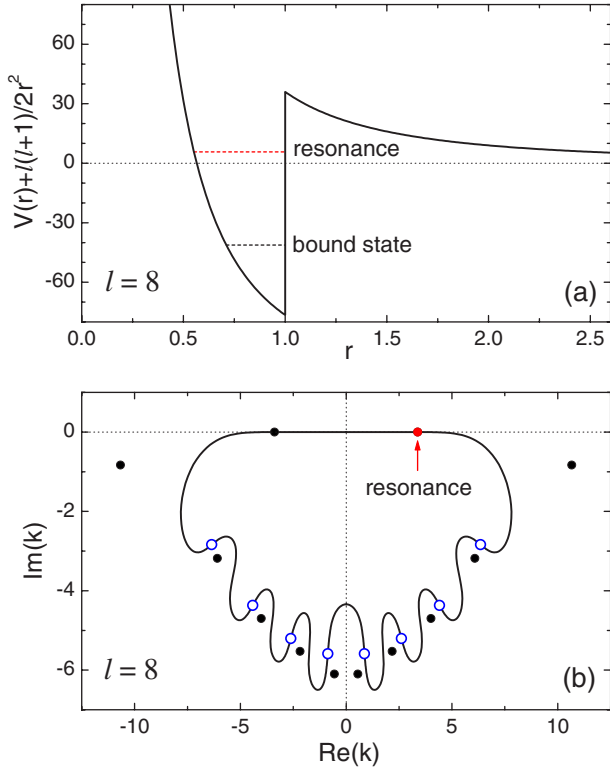 V(r)+l(l+1)/2r²
60
30
0
-30
-60
resonance
bound state
l = 8
(a)
0.0 0.5 1.0 1.5 2.0 2.5
r
Im(k)
0
-2
-4
-6
resonance
l = 8
(b)
-10 -5 0 5 10
Re(k)